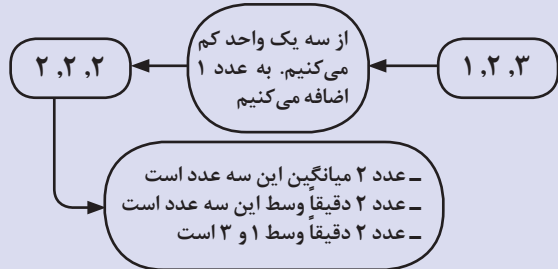 ۱, ۲, ۳
از سه یک واحد کم
می‌کنیم. به عدد ۱
اضافه می‌کنیم
۲, ۲, ۲
ـ عدد ۲ میانگین این سه عدد است
ـ عدد ۲ دقیقاً وسط این سه عدد است
ـ عدد ۲ دقیقاً وسط ۱ و ۳ است